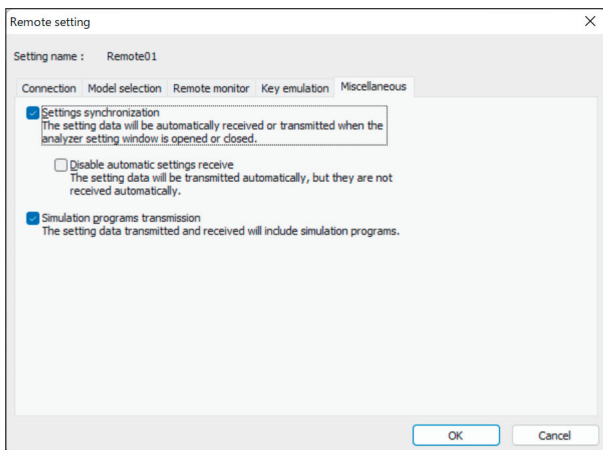 Remote setting
Setting name :   Remote01
Connection   Model selection   Remote monitor   Key emulation   Miscellaneous
Settings synchronization
The setting data will be automatically received or transmitted when the
analyzer setting window is opened or closed.
Disable automatic settings receive
The setting data will be transmitted automatically, but they are not
received automatically.
Simulation programs transmission
The setting data transmitted and received will include simulation programs.
OK   Cancel